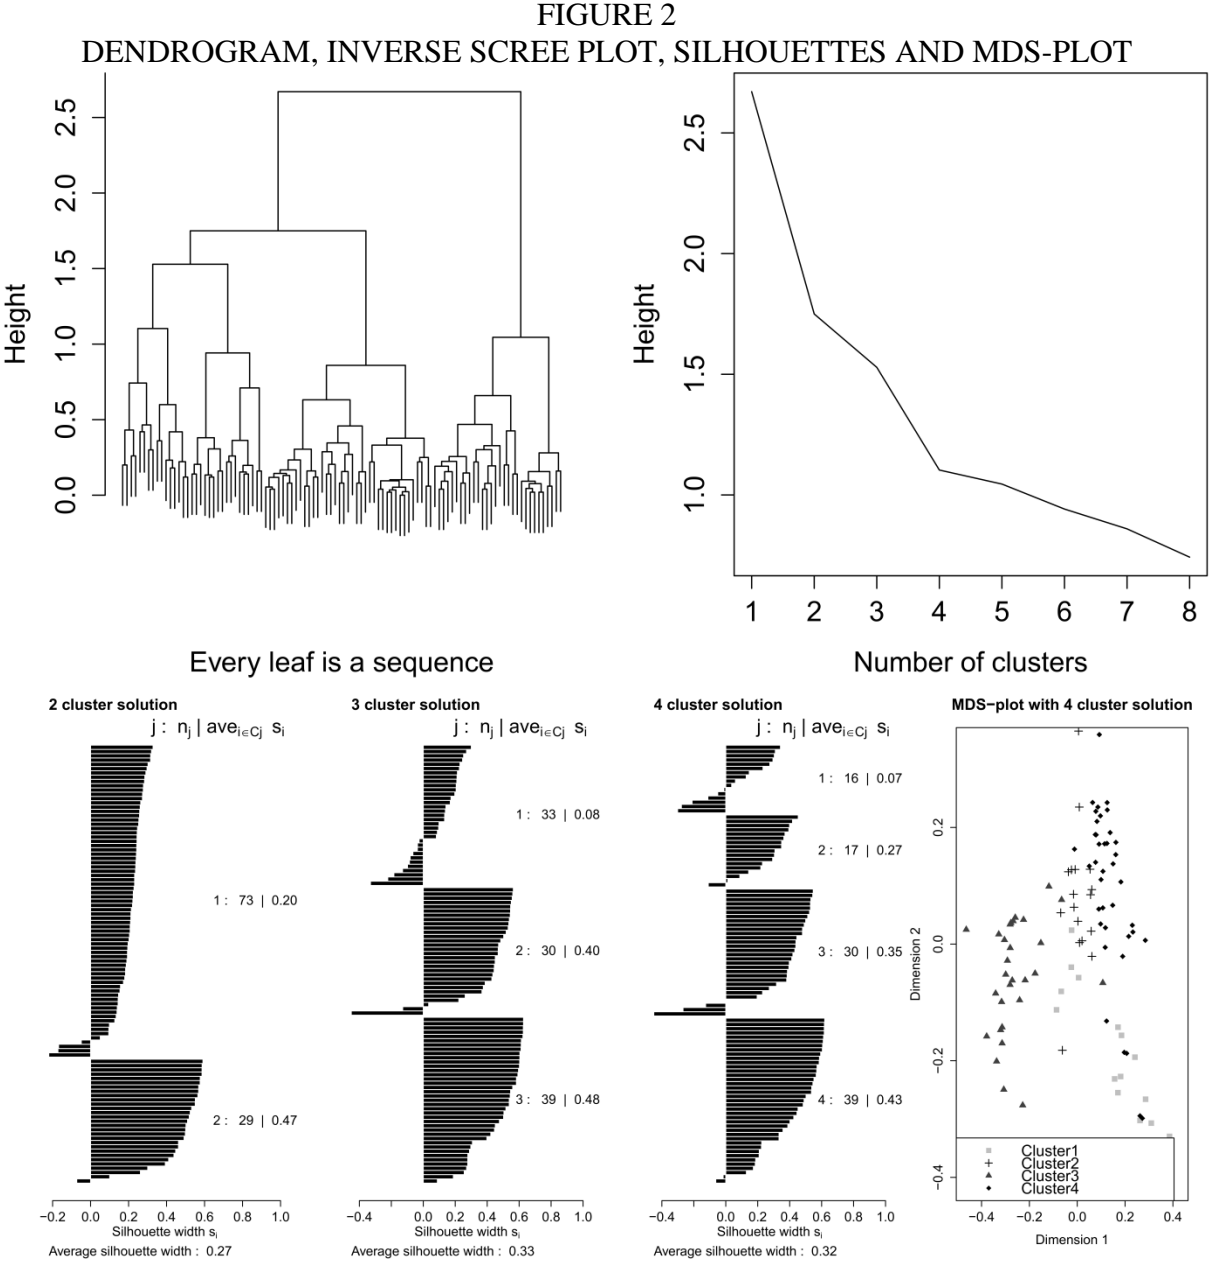 FIGURE 2
DENDROGRAM, INVERSE SCREE PLOT, SILHOUETTES AND MDS-PLOT
Height
0.0 0.5 1.0 1.5 2.0 2.5
Every leaf is a sequence
Height
1.0 1.5 2.0 2.5
1 2 3 4 5 6 7 8
Number of clusters
2 cluster solution
j : nj | avei∈Cj si
1 : 73 | 0.20
2 : 29 | 0.47
−0.2 0.0 0.2 0.4 0.6 0.8 1.0
Silhouette width si
Average silhouette width : 0.27
3 cluster solution
j : nj | avei∈Cj si
1 : 33 | 0.08
2 : 30 | 0.40
3 : 39 | 0.48
−0.4 0.0 0.2 0.4 0.6 0.8 1.0
Silhouette width si
Average silhouette width : 0.33
4 cluster solution
j : nj | avei∈Cj si
1 : 16 | 0.07
2 : 17 | 0.27
3 : 30 | 0.35
4 : 39 | 0.43
−0.4 0.0 0.2 0.4 0.6 0.8 1.0
Silhouette width si
Average silhouette width : 0.32
MDS−plot with 4 cluster solution
Dimension 2
−0.4 −0.2 0.0 0.2
Cluster1
Cluster2
Cluster3
Cluster4
−0.4 −0.2 0.0 0.2 0.4
Dimension 1